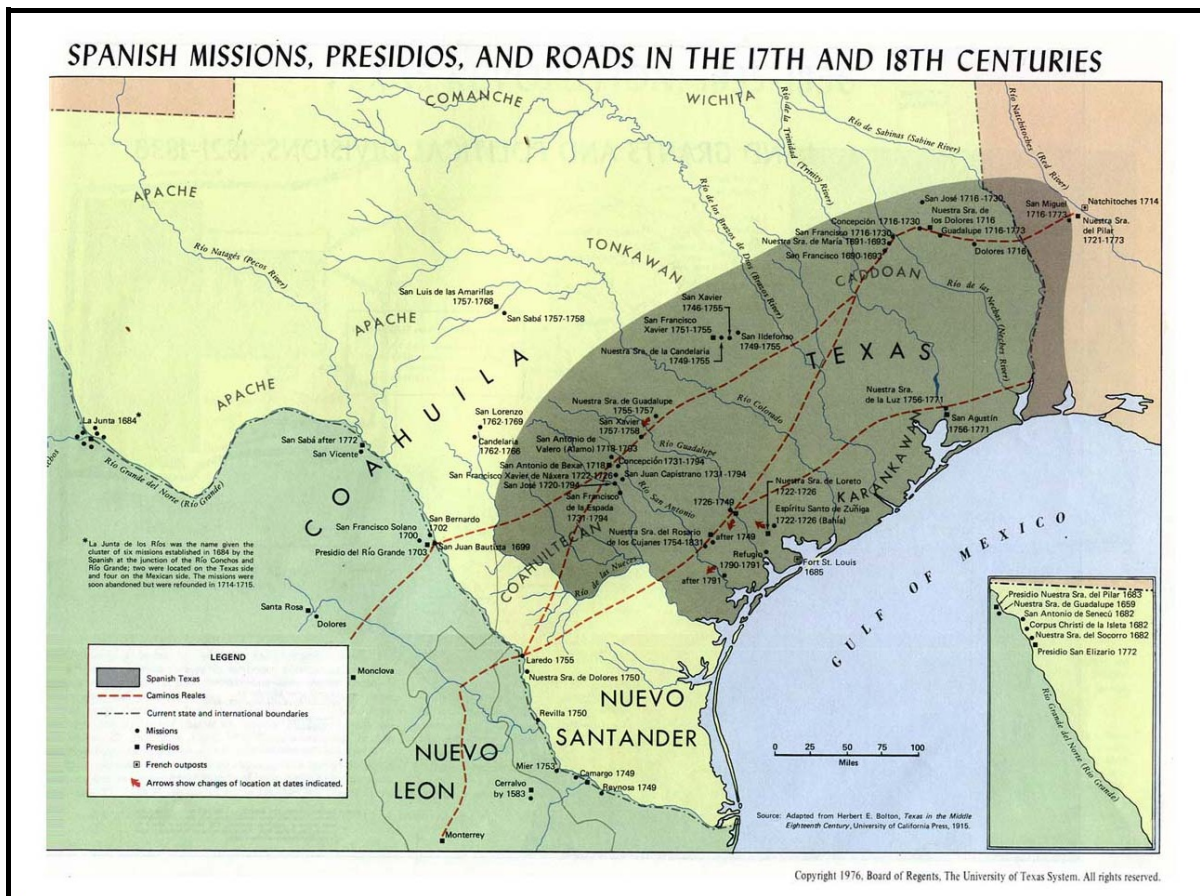 SPANISH MISSIONS, PRESIDIOS, AND ROADS IN THE 17TH AND 18TH CENTURIES
COMANCHE
WICHITA
APACHE
TONKAWAN
APACHE
APACHE
CADDOAN
KARANKAWAN
COAHUILTECAN
COAHUILA
TEXAS
NUEVO
SANTANDER
NUEVO
LEON
GULF OF MEXICO
Río de la Trinidad (Trinity River)
Río de Sabinas (Sabine River)
Río Natchitoches (Red River)
Río de los Brazos de Dios (Brazos River)
Río Natagés (Pecos River)
Río de las Nechas (Neches River)
Río Colorado
Río Guadalupe
Río San Antonio
Río de las Nueces
Río Grande del Norte (Río Grande)
San José 1716-1730
Concepción 1716-1730
Nuestra Sra. de
los Dolores 1716
San Francisco 1716-1730
Guadalupe 1716-1773
Nuestra Sra. de María 1691-1693
San Francisco 1690-1693
Dolores 1716
San Miguel
1716-1773
Natchitoches 1714
Nuestra Sra.
del Pilar
1721-1773
San Luis de las Amarillas
1757-1768
San Sabá 1757-1758
San Xavier
1746-1755
San Francisco
Xavier 1751-1755
San Ildefonso
1749-1755
Nuestra Sra. de la Candelaria
1749-1755
Nuestra Sra.
de la Luz 1756-1771
San Agustín
1756-1771
Nuestra Sra. de Guadalupe
1755-1757
San Xavier
1757-1758
San Lorenzo
1762-1769
Candelaria
1762-1766
San Antonio de
Valero (Alamo) 1718-1793
San Antonio de Bexar 1718
Concepción 1731-1794
San Francisco Xavier de Náxera 1722-1726
San Juan Capistrano 1731-1794
San José 1720-1794
San Francisco
de la Espada
1731-1794
Nuestra Sra. de Loreto
1722-1726
1726-1749
Espíritu Santo de Zuñiga
1722-1726 (Bahía)
Nuestra Sra. del Rosario
de los Cujanes 1754-1831
after 1749
Refugio
1790-1791
after 1791
Fort St. Louis
1685
La Junta 1684
San Sabá after 1772
San Vicente
San Francisco Solano
1700
San Bernardo
1702
Presidio del Río Grande 1703
San Juan Bautista 1699
Santa Rosa
Dolores
Monclova
Laredo 1755
Nuestra Sra. de Dolores 1750
Revilla 1750
Mier 1753
Camargo 1749
Reynosa 1749
Cerralvo
by 1583
Monterrey
*La Junta de los Ríos was the name given
the cluster of six missions established in 1684 by the
Spanish at the junction of the Río Conchos and
Río Grande; two were located on the Texas side
and four on the Mexican side. The missions were
soon abandoned but were refounded in 1714-1715.
LEGEND
Spanish Texas
Caminos Reales
Current state and international boundaries
Missions
Presidios
French outposts
Arrows show changes of location at dates indicated.
0 25 50 75 100
Miles
Source: Adapted from Herbert E. Bolton, Texas in the Middle
Eighteenth Century, University of California Press, 1915.
Presidio Nuestra Sra. del Pilar 1683
Nuestra Sra. de Guadalupe 1659
San Antonio de Senecú 1682
Corpus Christi de la Isleta 1682
Nuestra Sra. del Socorro 1682
Presidio San Elizario 1772
Río Grande del Norte (Río Grande)
Copyright 1976, Board of Regents, The University of Texas System. All rights reserved.